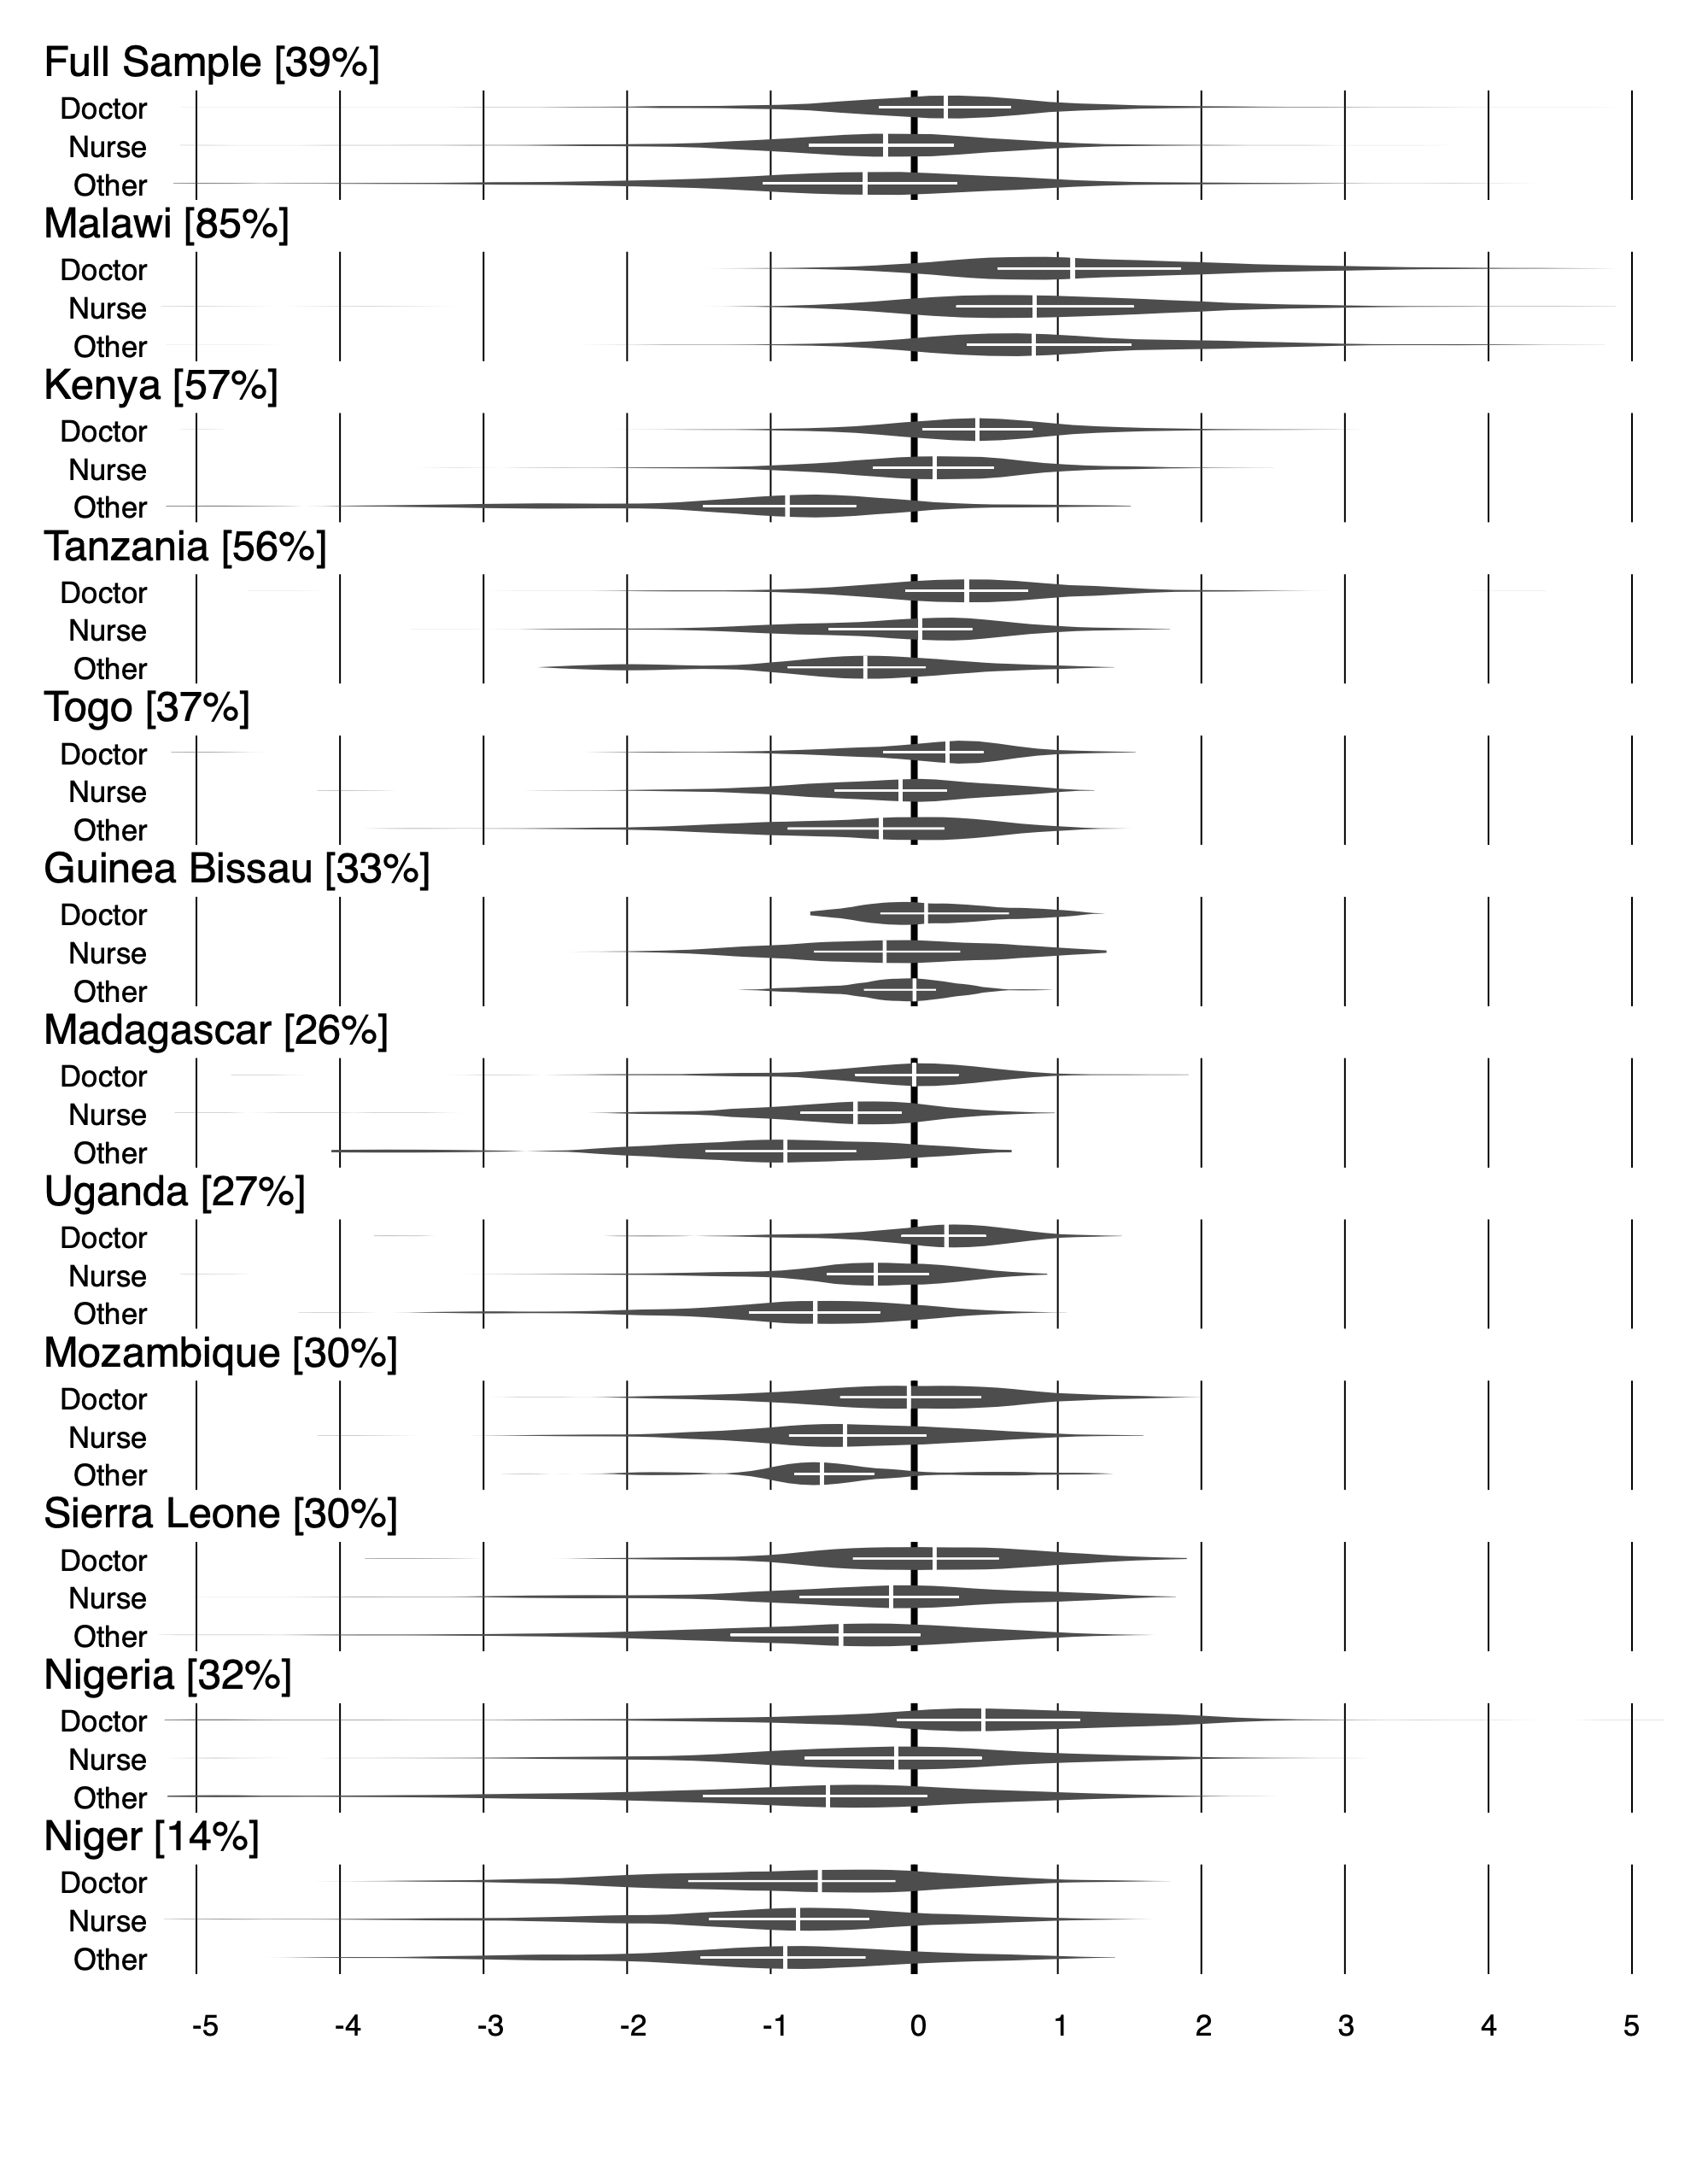 Full Sample [39%]
Doctor
Nurse
Other
Malawi [85%]
Doctor
Nurse
Other
Kenya [57%]
Doctor
Nurse
Other
Tanzania [56%]
Doctor
Nurse
Other
Togo [37%]
Doctor
Nurse
Other
Guinea Bissau [33%]
Doctor
Nurse
Other
Madagascar [26%]
Doctor
Nurse
Other
Uganda [27%]
Doctor
Nurse
Other
Mozambique [30%]
Doctor
Nurse
Other
Sierra Leone [30%]
Doctor
Nurse
Other
Nigeria [32%]
Doctor
Nurse
Other
Niger [14%]
Doctor
Nurse
Other
-5 -4 -3 -2 -1 0 1 2 3 4 5